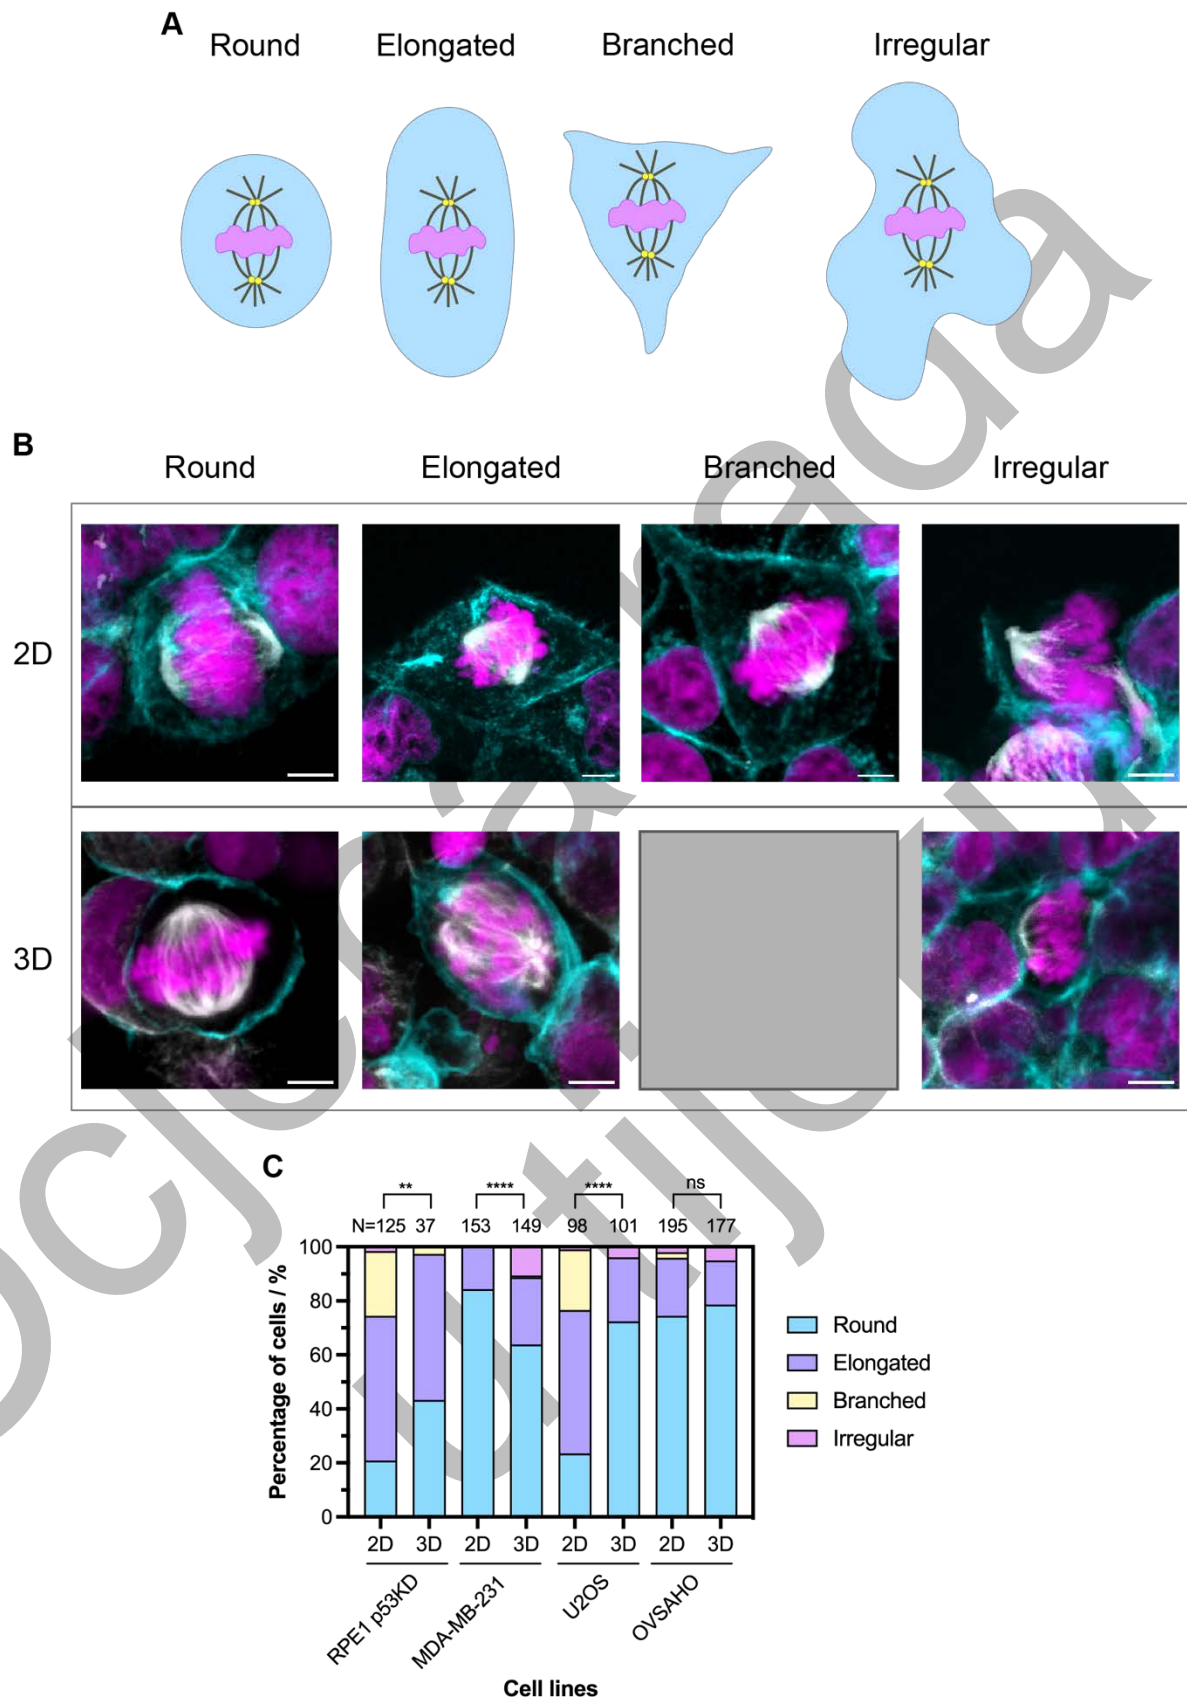 A
Round Elongated Branched Irregular
B
Round Elongated Branched Irregular
2D
3D
C
** **** **** ns
N=125 37 153 149 98 101 195 177
100
80
60
40
20
0
Percentage of cells / %
2D 3D 2D 3D 2D 3D 2D 3D
RPE1 p53KD MDA-MB-231 U2OS OVSAHO
Cell lines
Round
Elongated
Branched
Irregular